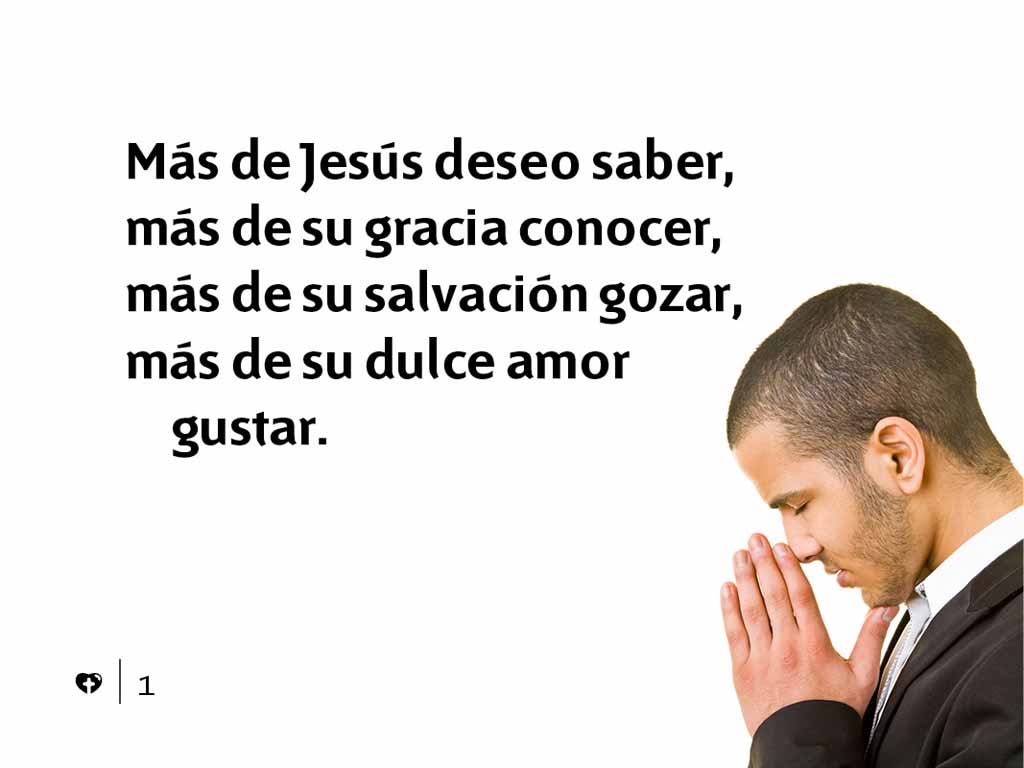 Más de Jesús deseo saber,
más de su gracia conocer,
más de su salvación gozar,
más de su dulce amor
gustar.
1